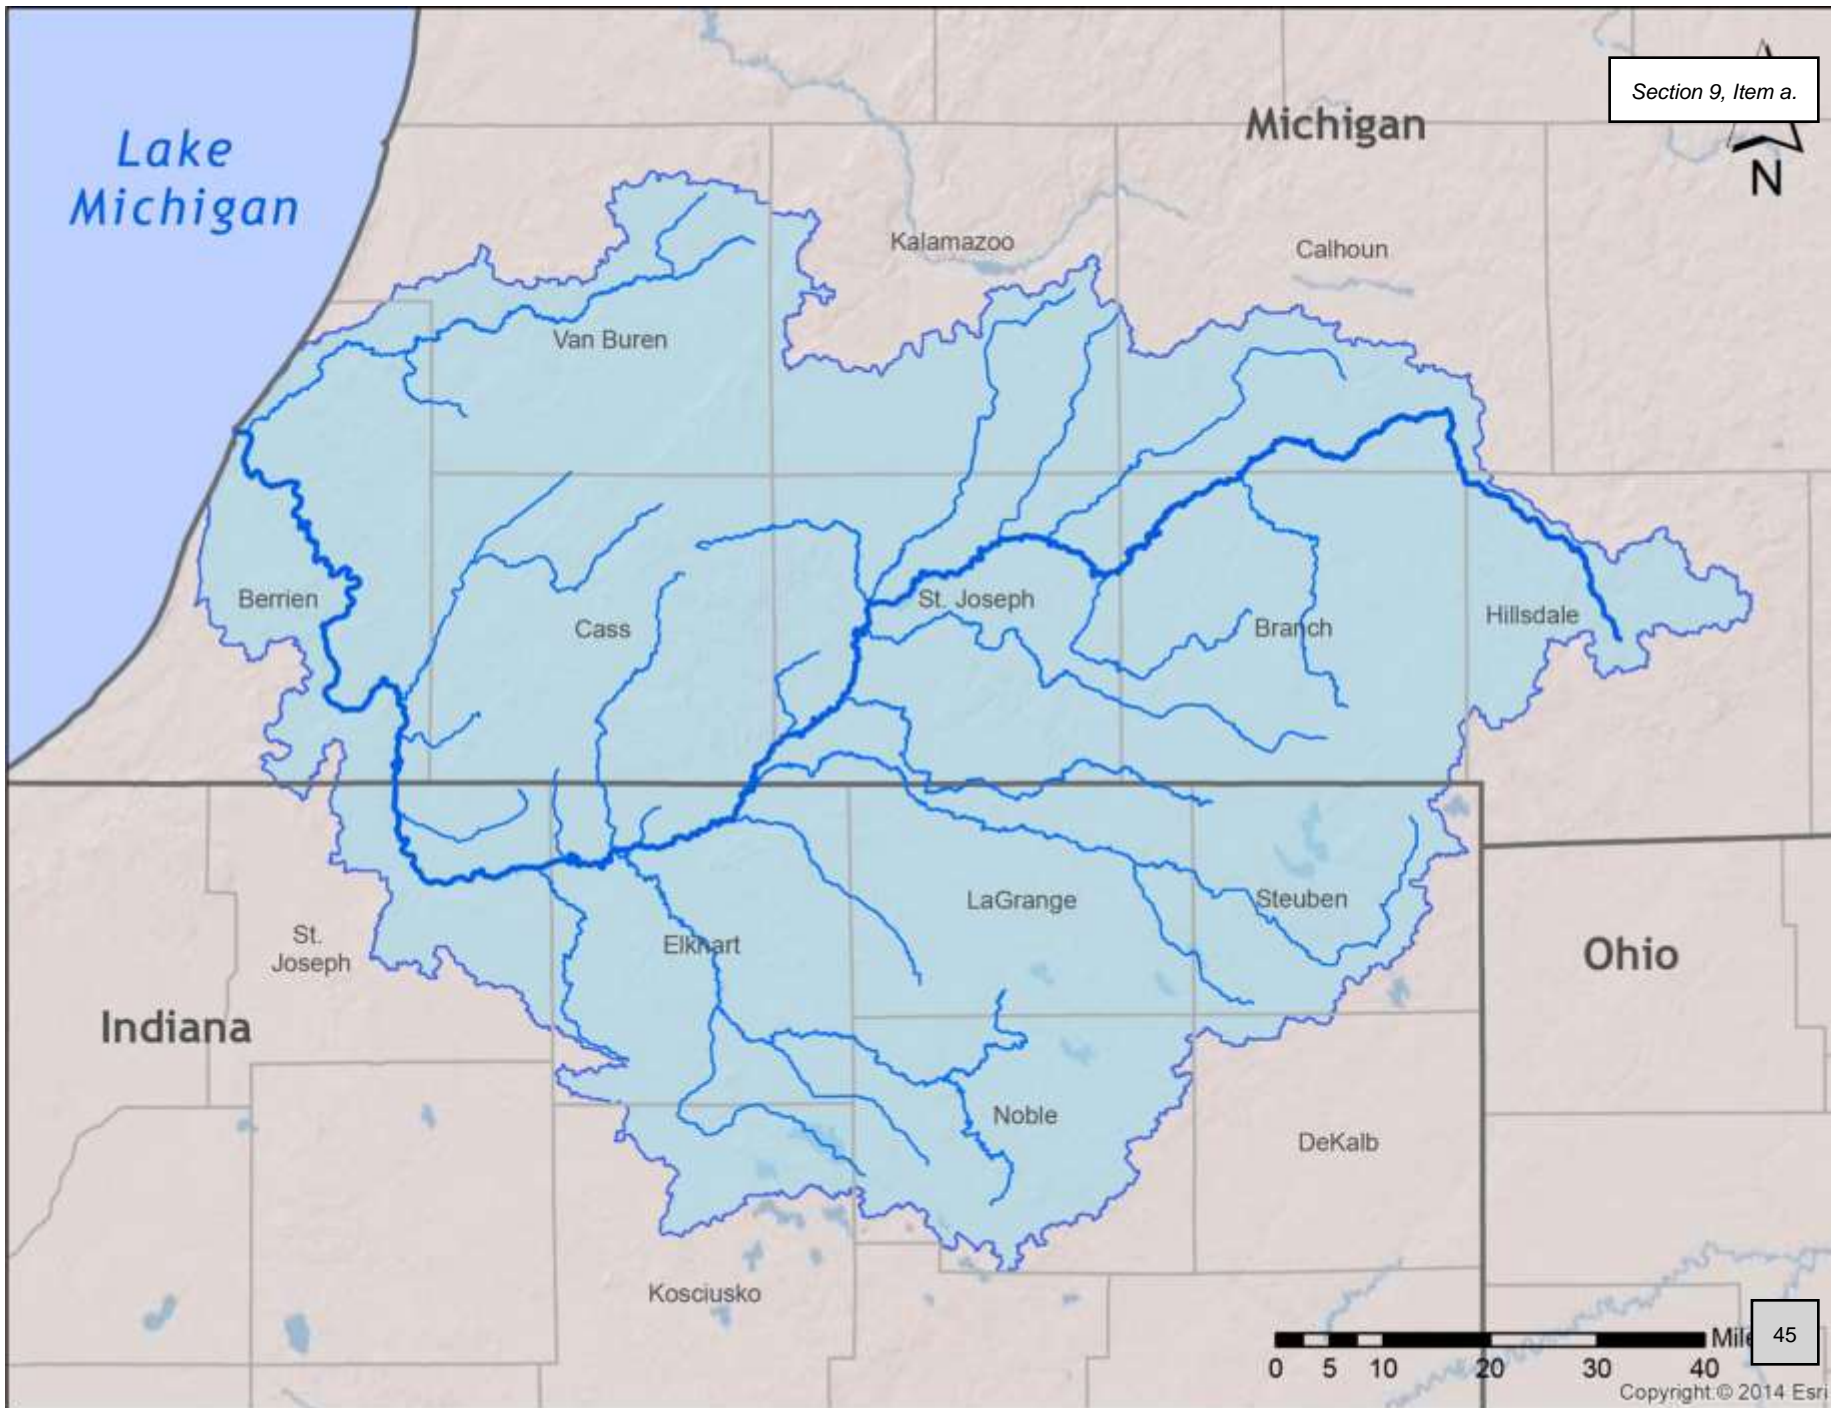 Section 9, Item a.
Lake
Michigan
Michigan
N
Kalamazoo
Calhoun
Van Buren
Berrien
Cass
St. Joseph
Branch
Hillsdale
LaGrange
Steuben
St.
Joseph
Elkhart
Ohio
Indiana
Noble
DeKalb
Kosciusko
45
0 5 10 20 30 40
Copyright:© 2014 Esri